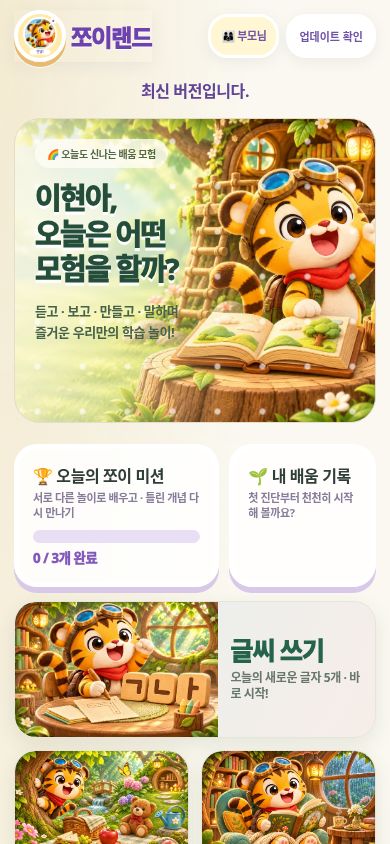 쪼이랜드
👨‍👩‍👧 부모님
업데이트 확인
최신 버전입니다.
🌈 오늘도 신나는 배움 모험
이현아,
오늘은 어떤
모험을 할까?
듣고 · 보고 · 만들고 · 말하며
즐거운 우리만의 학습 놀이!
🏆 오늘의 쪼이 미션
서로 다른 놀이로 배우고 · 틀린 개념 다
시 만나기
0 / 3개 완료
🌱 내 배움 기록
첫 진단부터 천천히 시작
해 볼까요?
ㄱ ㄴ ㅏ
글씨 쓰기
오늘의 새로운 글자 5개 · 바
로 시작!